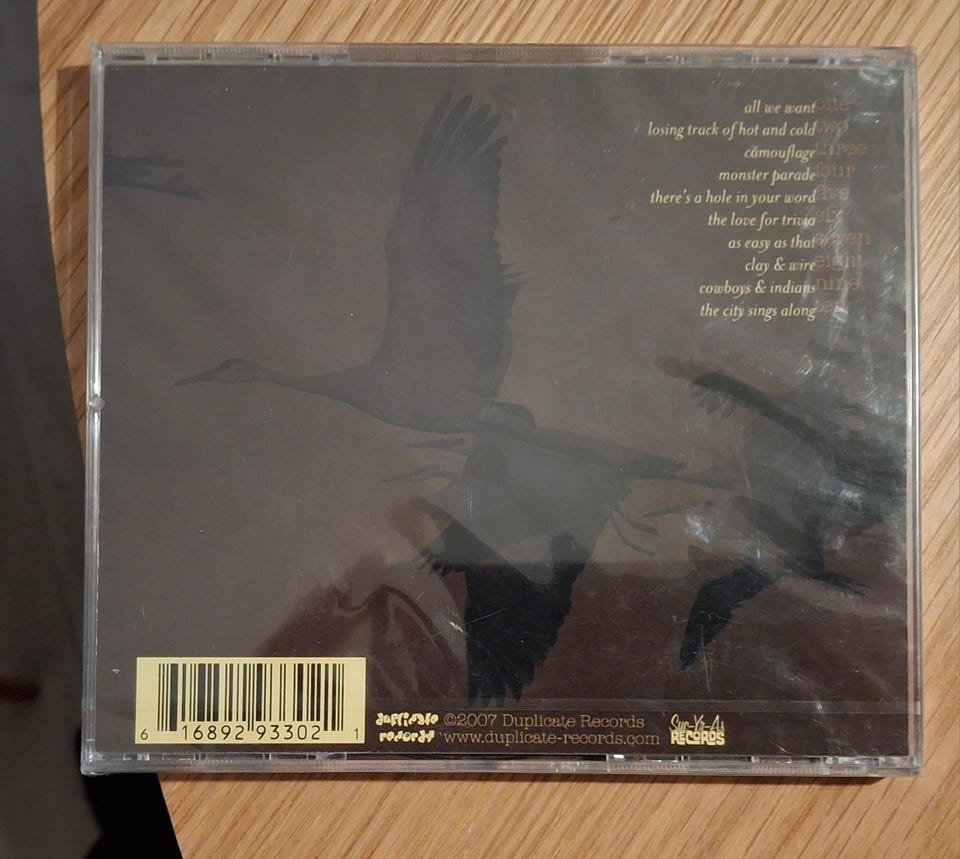 all we want one
losing track of hot and cold two
camouflage three
monster parade four
there's a hole in your word five
the love for trivia six
as easy as that seven
clay & wire eight
cowboys & indians nine
the city sings along ten
6 16892 93302 1
duplicate records
©2007 Duplicate Records
www.duplicate-records.com
Sur-Ya-Au RECORDS